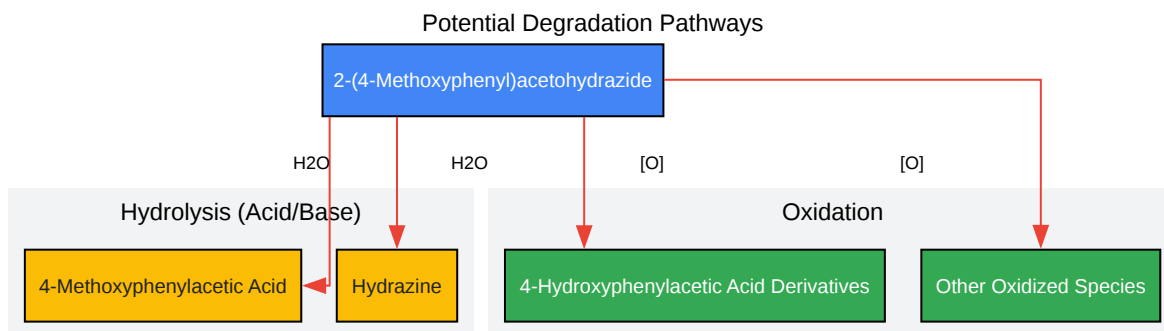 Potential Degradation Pathways
2-(4-Methoxyphenyl)acetohydrazide
H2O
H2O
[O]
[O]
Hydrolysis (Acid/Base)
Oxidation
4-Methoxyphenylacetic Acid
Hydrazine
4-Hydroxyphenylacetic Acid Derivatives
Other Oxidized Species